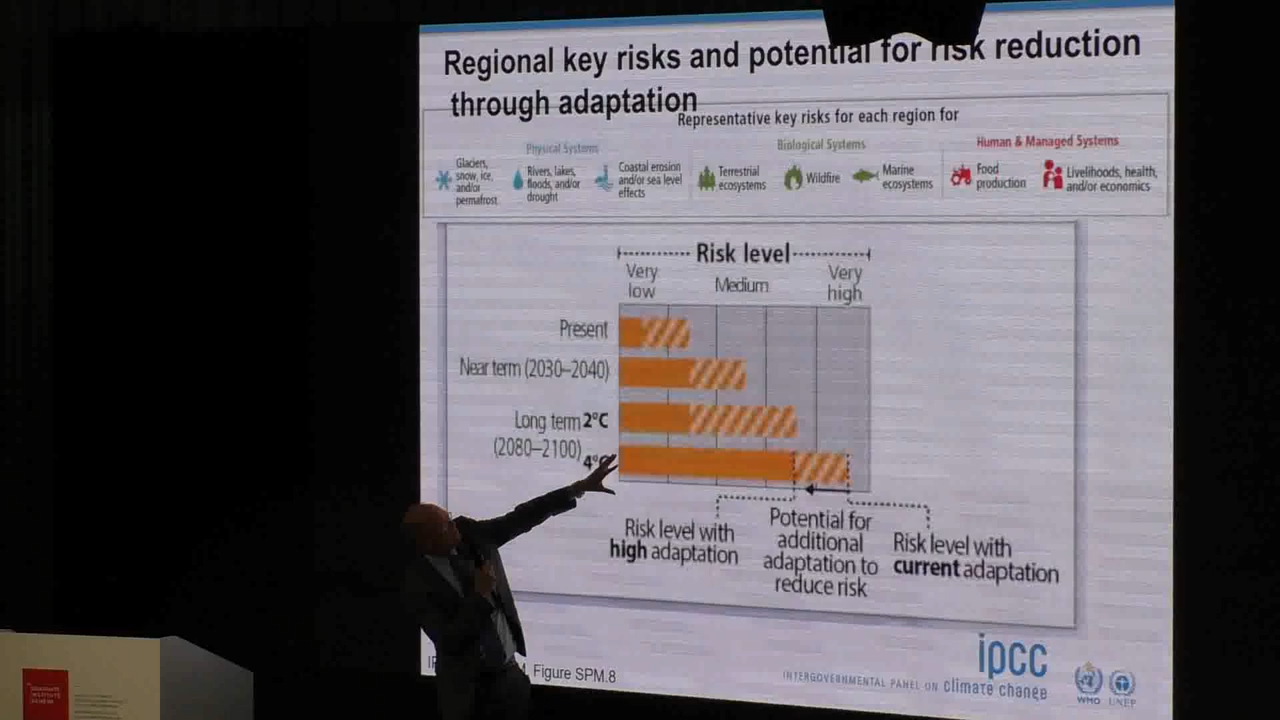 Regional key risks and potential for risk reduction
through adaptation
Representative key risks for each region for
Physical Systems
Biological Systems
Human & Managed Systems
Glaciers,
snow, ice,
and/or
permafrost
Rivers, lakes,
floods, and/or
drought
Coastal erosion
and/or sea level
effects
Terrestrial
ecosystems
Wildfire
Marine
ecosystems
Food
production
Livelihoods, health,
and/or economics
Risk level
Very
low
Medium
Very
high
Present
Near term (2030–2040)
Long term 2°C
(2080–2100)
4°C
Risk level with
high adaptation
Potential for
additional
adaptation to
reduce risk
Risk level with
current adaptation
Figure SPM.8
ipcc
INTERGOVERNMENTAL PANEL ON climate change
WMO
UNEP
GRADUATE
INSTITUTE
GENEVA